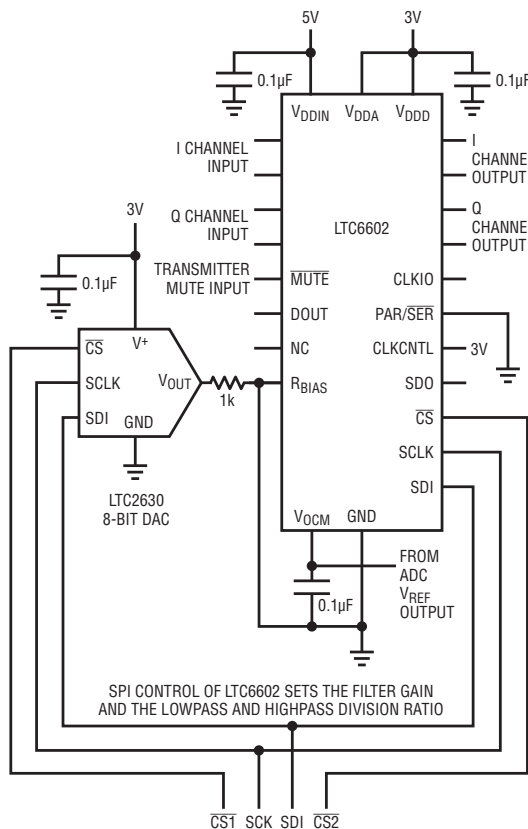 5V
3V
0.1µF
0.1µF
VDDIN
VDDA
VDDD
I CHANNEL
INPUT
I
CHANNEL
OUTPUT
Q CHANNEL
INPUT
LTC6602
Q
CHANNEL
OUTPUT
3V
TRANSMITTER
MUTE INPUT
MUTE
CLKIO
0.1µF
DOUT
PAR/SER
CS
V+
NC
CLKCNTL
3V
SCLK
VOUT
1k
RBIAS
SDO
SDI
GND
CS
SCLK
LTC2630
8-BIT DAC
SDI
VOCM
GND
0.1µF
FROM
ADC
VREF
OUTPUT
SPI CONTROL OF LTC6602 SETS THE FILTER GAIN
AND THE LOWPASS AND HIGHPASS DIVISION RATIO
CS1 SCK SDI CS2